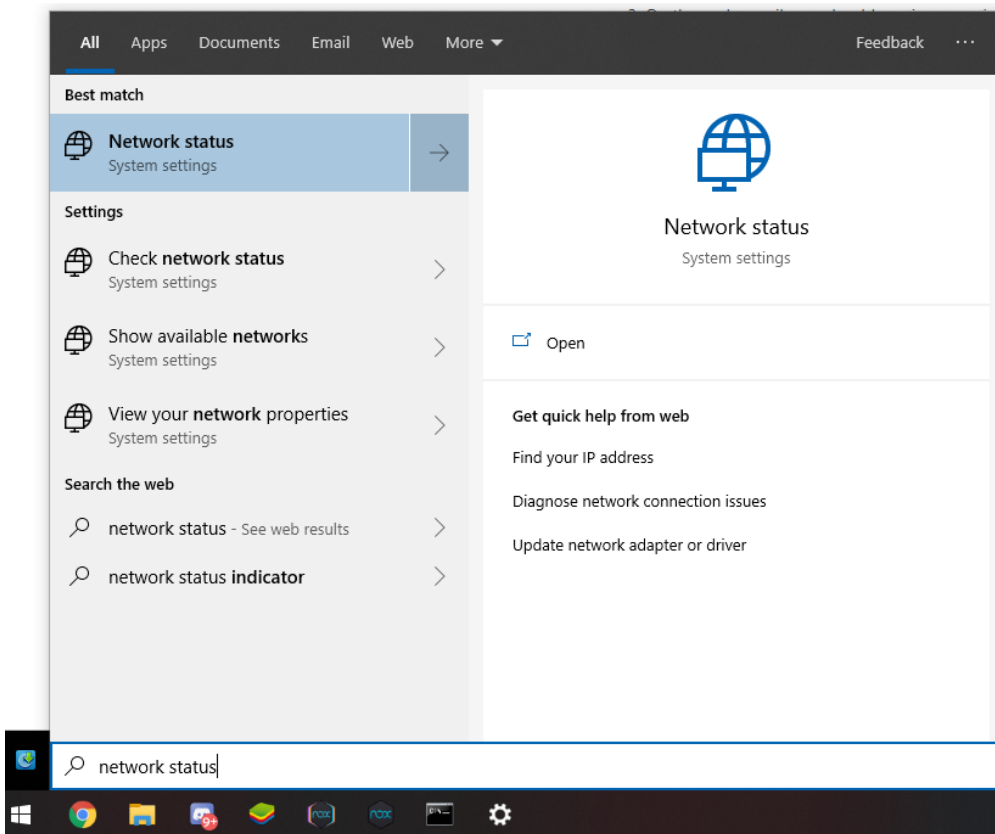 All Apps Documents Email Web More Feedback ...
Best match
Network status
System settings
Settings
Check network status
System settings
Show available networks
System settings
View your network properties
System settings
Search the web
network status - See web results
network status indicator
Network status
System settings
Open
Get quick help from web
Find your IP address
Diagnose network connection issues
Update network adapter or driver
network status
9+
nox
nox
C:\_